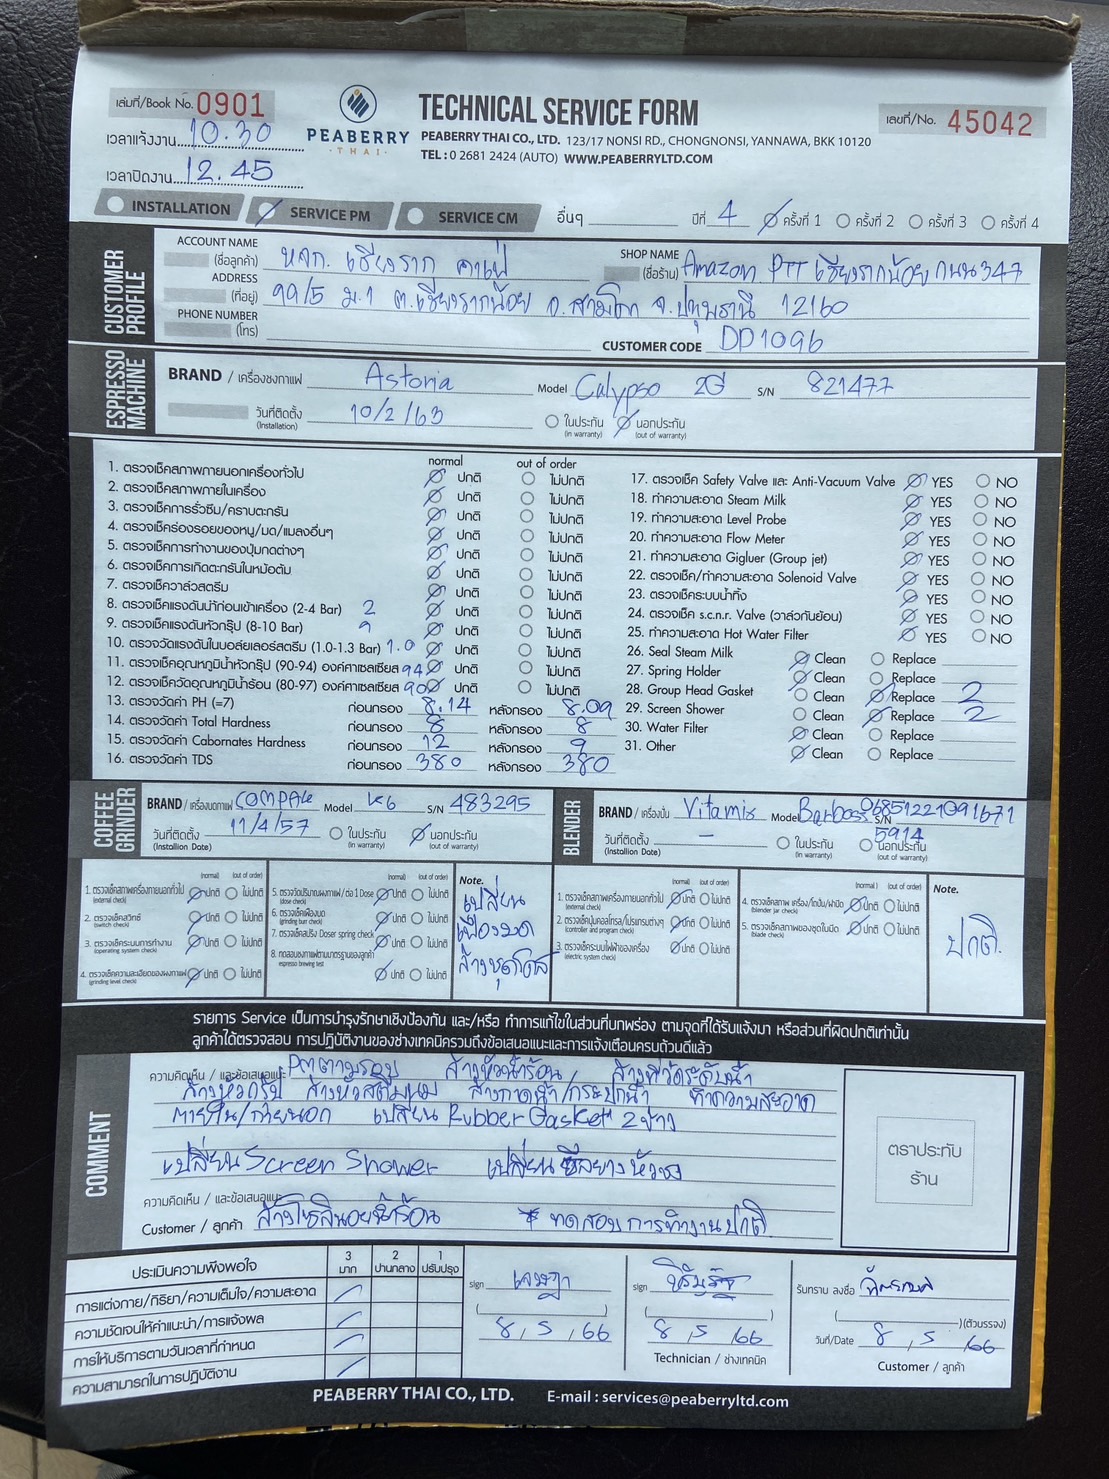 เล่มที่/Book No. 0901
PEABERRY
THAI
TECHNICAL SERVICE FORM
PEABERRY THAI CO., LTD. 123/17 NONSI RD., CHONGNONSI, YANNAWA, BKK 10120
TEL : 0 2681 2424 (AUTO) WWW.PEABERRYLTD.COM
เลขที่/No. 45042
เวลาแจ้งงาน 10.30
เวลาปิดงาน 12.45
INSTALLATION SERVICE PM SERVICE CM อื่นๆ ปีที่ 4 ครั้งที่ 1 ครั้งที่ 2 ครั้งที่ 3 ครั้งที่ 4
CUSTOMER PROFILE
ACCOUNT NAME (ชื่อลูกค้า) หจก. เชียงราก คาเฟ่ SHOP NAME (ชื่อร้าน) Amazon PTT เชียงรากน้อย ถนน 347
ADDRESS (ที่อยู่) 99/5 ม.1 ต.เชียงรากน้อย อ.สามโคก จ.ปทุมธานี 12160
PHONE NUMBER (โทร)
CUSTOMER CODE DD1096
ESPRESSO MACHINE
BRAND / เครื่องชงกาแฟ Astoria Model Calypso 2G S/N 821477
วันที่ติดตั้ง (Installation) 10/2/63 ในประกัน (in warranty) นอกประกัน (out of warranty)
normal out of order
1. ตรวจเช็คสภาพภายนอกเครื่องทั่วไป ปกติ ไม่ปกติ
2. ตรวจเช็คสภาพภายในเครื่อง ปกติ ไม่ปกติ
3. ตรวจเช็คการรั่วซึม/คราบตะกรัน ปกติ ไม่ปกติ
4. ตรวจเช็คร่องรอยของหนู/มด/แมลงอื่นๆ ปกติ ไม่ปกติ
5. ตรวจเช็คการทำงานของปุ่มกดต่างๆ ปกติ ไม่ปกติ
6. ตรวจเช็คการเกิดตะกรันในหม้อต้ม ปกติ ไม่ปกติ
7. ตรวจเช็ควาล์วสตรีม ปกติ ไม่ปกติ
8. ตรวจเช็คแรงดันน้ำก่อนเข้าเครื่อง (2-4 Bar) 2 ปกติ ไม่ปกติ
9. ตรวจเช็คแรงดันหัวกรุ๊ป (8-10 Bar) 9 ปกติ ไม่ปกติ
10. ตรวจวัดแรงดันในบอล์ยเลอร์สตรีม (1.0-1.3 Bar) 1.0 ปกติ ไม่ปกติ
11. ตรวจเช็คอุณหภูมิน้ำหัวกรุ๊ป (90-94) องศาเซลเซียส 94 ปกติ ไม่ปกติ
12. ตรวจเช็ควัดอุณหภูมิน้ำร้อน (80-97) องศาเซลเซียส 90 ปกติ ไม่ปกติ
13. ตรวจวัดค่า PH (=7) ก่อนกรอง 8.14 หลังกรอง 8.09
14. ตรวจวัดค่า Total Hardness ก่อนกรอง 8 หลังกรอง 8
15. ตรวจวัดค่า Cabornates Hardness ก่อนกรอง 12 หลังกรอง 9
16. ตรวจวัดค่า TDS ก่อนกรอง 380 หลังกรอง 380
17. ตรวจเช็ค Safety Valve และ Anti-Vacuum Valve YES NO
18. ทำความสะอาด Steam Milk YES NO
19. ทำความสะอาด Level Probe YES NO
20. ทำความสะอาด Flow Meter YES NO
21. ทำความสะอาด Gigluer (Group jet) YES NO
22. ตรวจเช็ค/ทำความสะอาด Solenoid Valve YES NO
23. ตรวจเช็คระบบน้ำทิ้ง YES NO
24. ตรวจเช็ค s.c.n.r. Valve (วาล์วกันย้อน) YES NO
25. ทำความสะอาด Hot Water Filter YES NO
26. Seal Steam Milk Clean Replace
27. Spring Holder Clean Replace
28. Group Head Gasket Clean Replace 2
29. Screen Shower Clean Replace 2
30. Water Filter Clean Replace
31. Other Clean Replace
COFFEE GRINDER
BRAND / เครื่องบดกาแฟ COMPAK Model K6 S/N 483295
วันที่ติดตั้ง (Installion Date) 11/4/57 ในประกัน (in warranty) นอกประกัน (out of warranty)
BLENDER
BRAND / เครื่องปั่น Vitamix Model Barboss S/N 06851221091671
5914
วันที่ติดตั้ง (Installion Date) - ในประกัน (in warranty) นอกประกัน (out of warranty)
(normal) (out of order)
1. ตรวจเช็คสภาพเครื่องภายนอกทั่วไป (external check) ปกติ ไม่ปกติ
2. ตรวจเช็คสวิทช์ (switch check) ปกติ ไม่ปกติ
3. ตรวจเช็คระบบการทำงาน (operating system check) ปกติ ไม่ปกติ
4. ตรวจเช็คความละเอียดของผงกาแฟ (grinding level check) ปกติ ไม่ปกติ
(normal) (out of order)
5. ตรวจวัดปริมาณผงกาแฟ/ ต่อ 1 Dose (dose check) ปกติ ไม่ปกติ
6. ตรวจเช็คเฟืองบด (grinding burr check) ปกติ ไม่ปกติ
7. ตรวจเช็คสปริง Doser spring check ปกติ ไม่ปกติ
8. ทดสอบกาแฟตามมาตรฐานของลูกค้า espresso brewing test ปกติ ไม่ปกติ
Note.
เปลี่ยน
เฟืองบด
ล้างชุดโดส
(normal) (out of order)
1. ตรวจเช็คสภาพเครื่องภายนอกทั่วไป (external check) ปกติ ไม่ปกติ
2. ตรวจเช็คปุ่มคอลโทรล/โปรแกรมต่างๆ (controller and program check) ปกติ ไม่ปกติ
3. ตรวจเช็คระบบไฟฟ้าของเครื่อง (electric system check) ปกติ ไม่ปกติ
(normal ) (out of order)
4. ตรวจเช็คสภาพ เครื่อง/โถปั่น/ฝาปิด (blender jar check) ปกติ ไม่ปกติ
5. ตรวจเช็คสภาพของชุดใบมีด (blade check) ปกติ ไม่ปกติ
Note.
ปกติ.
รายการ Service เป็นการบำรุงรักษาเชิงป้องกัน และ/หรือ ทำการแก้ไขในส่วนที่บกพร่อง ตามจุดที่ได้รับแจ้งมา หรือส่วนที่ผิดปกติเท่านั้น
ลูกค้าได้ตรวจสอบ การปฏิบัติงานของช่างเทคนิครวมถึงข้อเสนอแนะและการแจ้งเตือนครบถ้วนดีแล้ว
COMMENT
ความคิดเห็น / และข้อเสนอแนะ PMตามรอบ ล้างหัวน้ำร้อน ล้างที่วัดระดับน้ำ
ล้างหัวกรุ๊ป ล้างหัวสตีมนม ล้างถาดน้ำ/กระปุกน้ำ ทำความสะอาด
ภายใน/ภายนอก เปลี่ยน Rubber Gasket 2ข้าง
เปลี่ยน Screen Shower เปลี่ยน ซีลยางหัวชง
ความคิดเห็น / และข้อเสนอแนะ
Customer / ลูกค้า ล้างโซลินอยน้ำร้อน * ทดสอบการทำงานปกติ
ตราประทับ
ร้าน
ประเมินความพึงพอใจ 3 มาก 2 ปานกลาง 1 ปรับปรุง
การแต่งกาย/กิริยา/ความเต็มใจ/ความสะอาด
ความชัดเจนให้คำแนะนำ/การแจ้งผล
การให้บริการตามวันเวลาที่กำหนด
ความสามารถในการปฏิบัติงาน
sign เจษฎา
8, 5, 66
sign
8, 5, 66
Technician / ช่างเทคนิค
รับทราบ ลงชื่อ
(ตัวบรรจง)
วันที่/Date 8, 5, 66
Customer / ลูกค้า
PEABERRY THAI CO., LTD. E-mail : services@peaberryltd.com